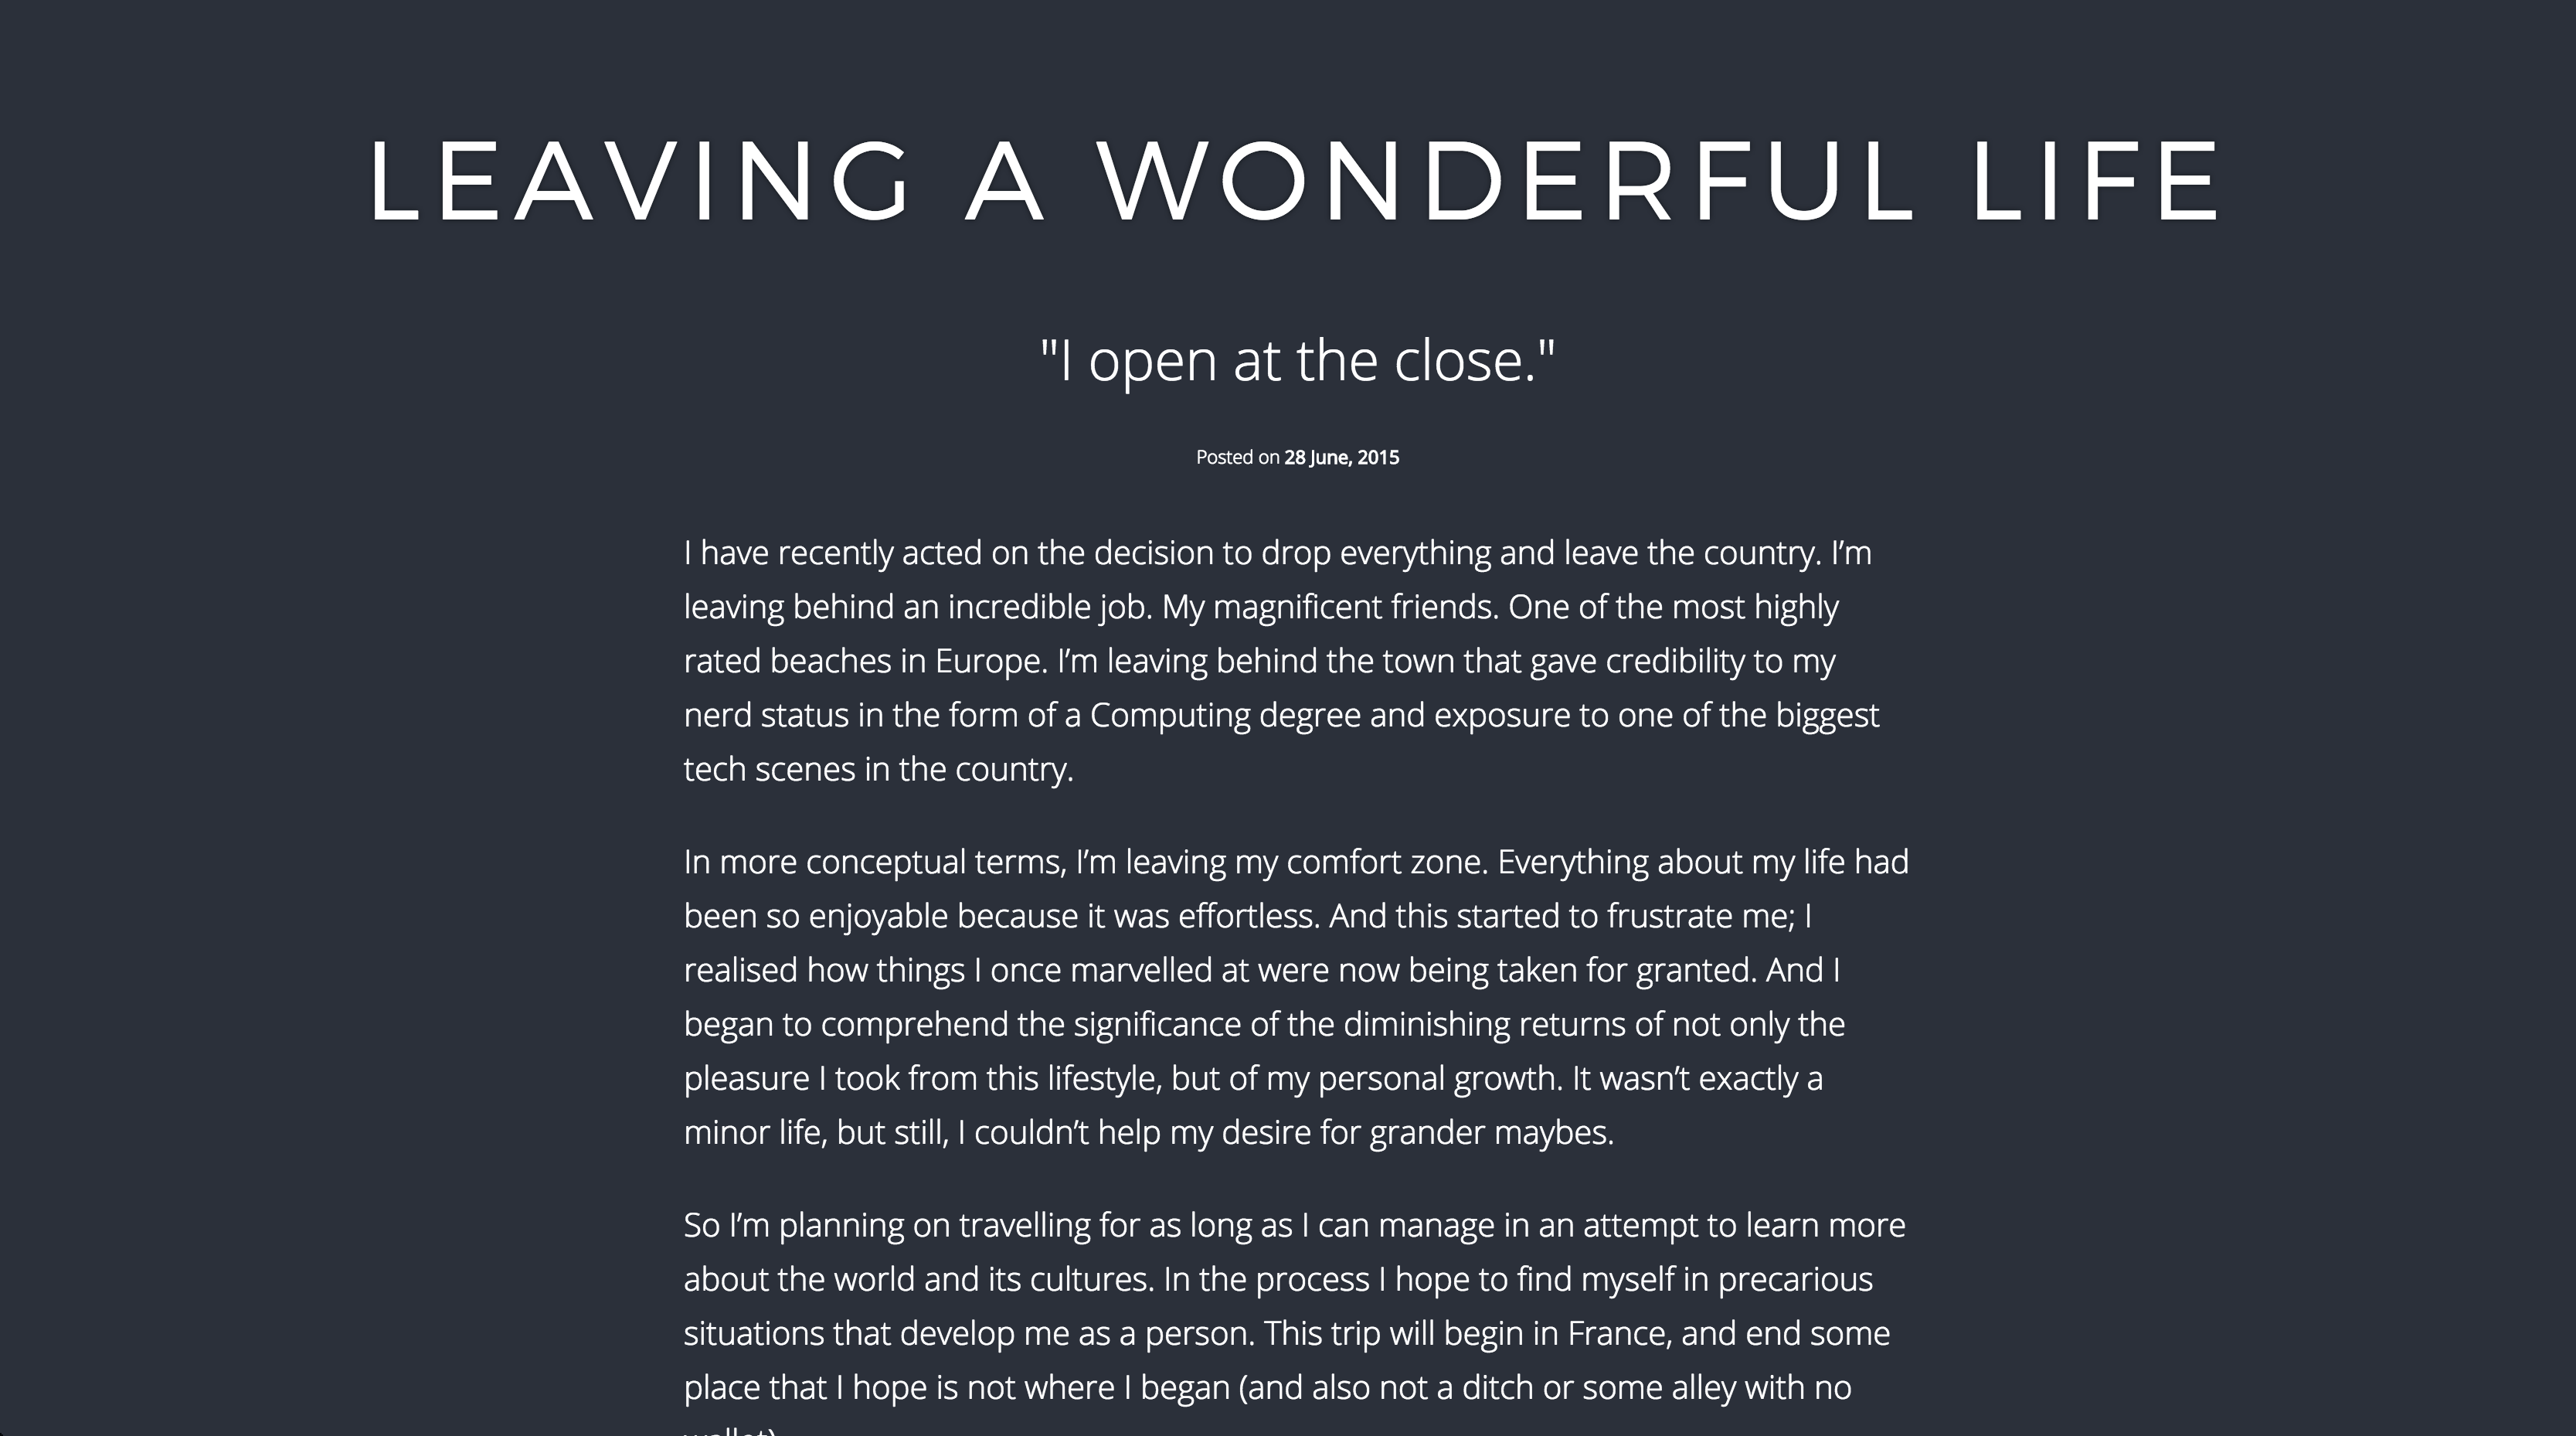 LEAVING A WONDERFUL LIFE
"I open at the close."
Posted on 28 June, 2015
I have recently acted on the decision to drop everything and leave the country. I’m
leaving behind an incredible job. My magnificent friends. One of the most highly
rated beaches in Europe. I’m leaving behind the town that gave credibility to my
nerd status in the form of a Computing degree and exposure to one of the biggest
tech scenes in the country.
In more conceptual terms, I’m leaving my comfort zone. Everything about my life had
been so enjoyable because it was effortless. And this started to frustrate me; I
realised how things I once marvelled at were now being taken for granted. And I
began to comprehend the significance of the diminishing returns of not only the
pleasure I took from this lifestyle, but of my personal growth. It wasn’t exactly a
minor life, but still, I couldn’t help my desire for grander maybes.
So I’m planning on travelling for as long as I can manage in an attempt to learn more
about the world and its cultures. In the process I hope to find myself in precarious
situations that develop me as a person. This trip will begin in France, and end some
place that I hope is not where I began (and also not a ditch or some alley with no